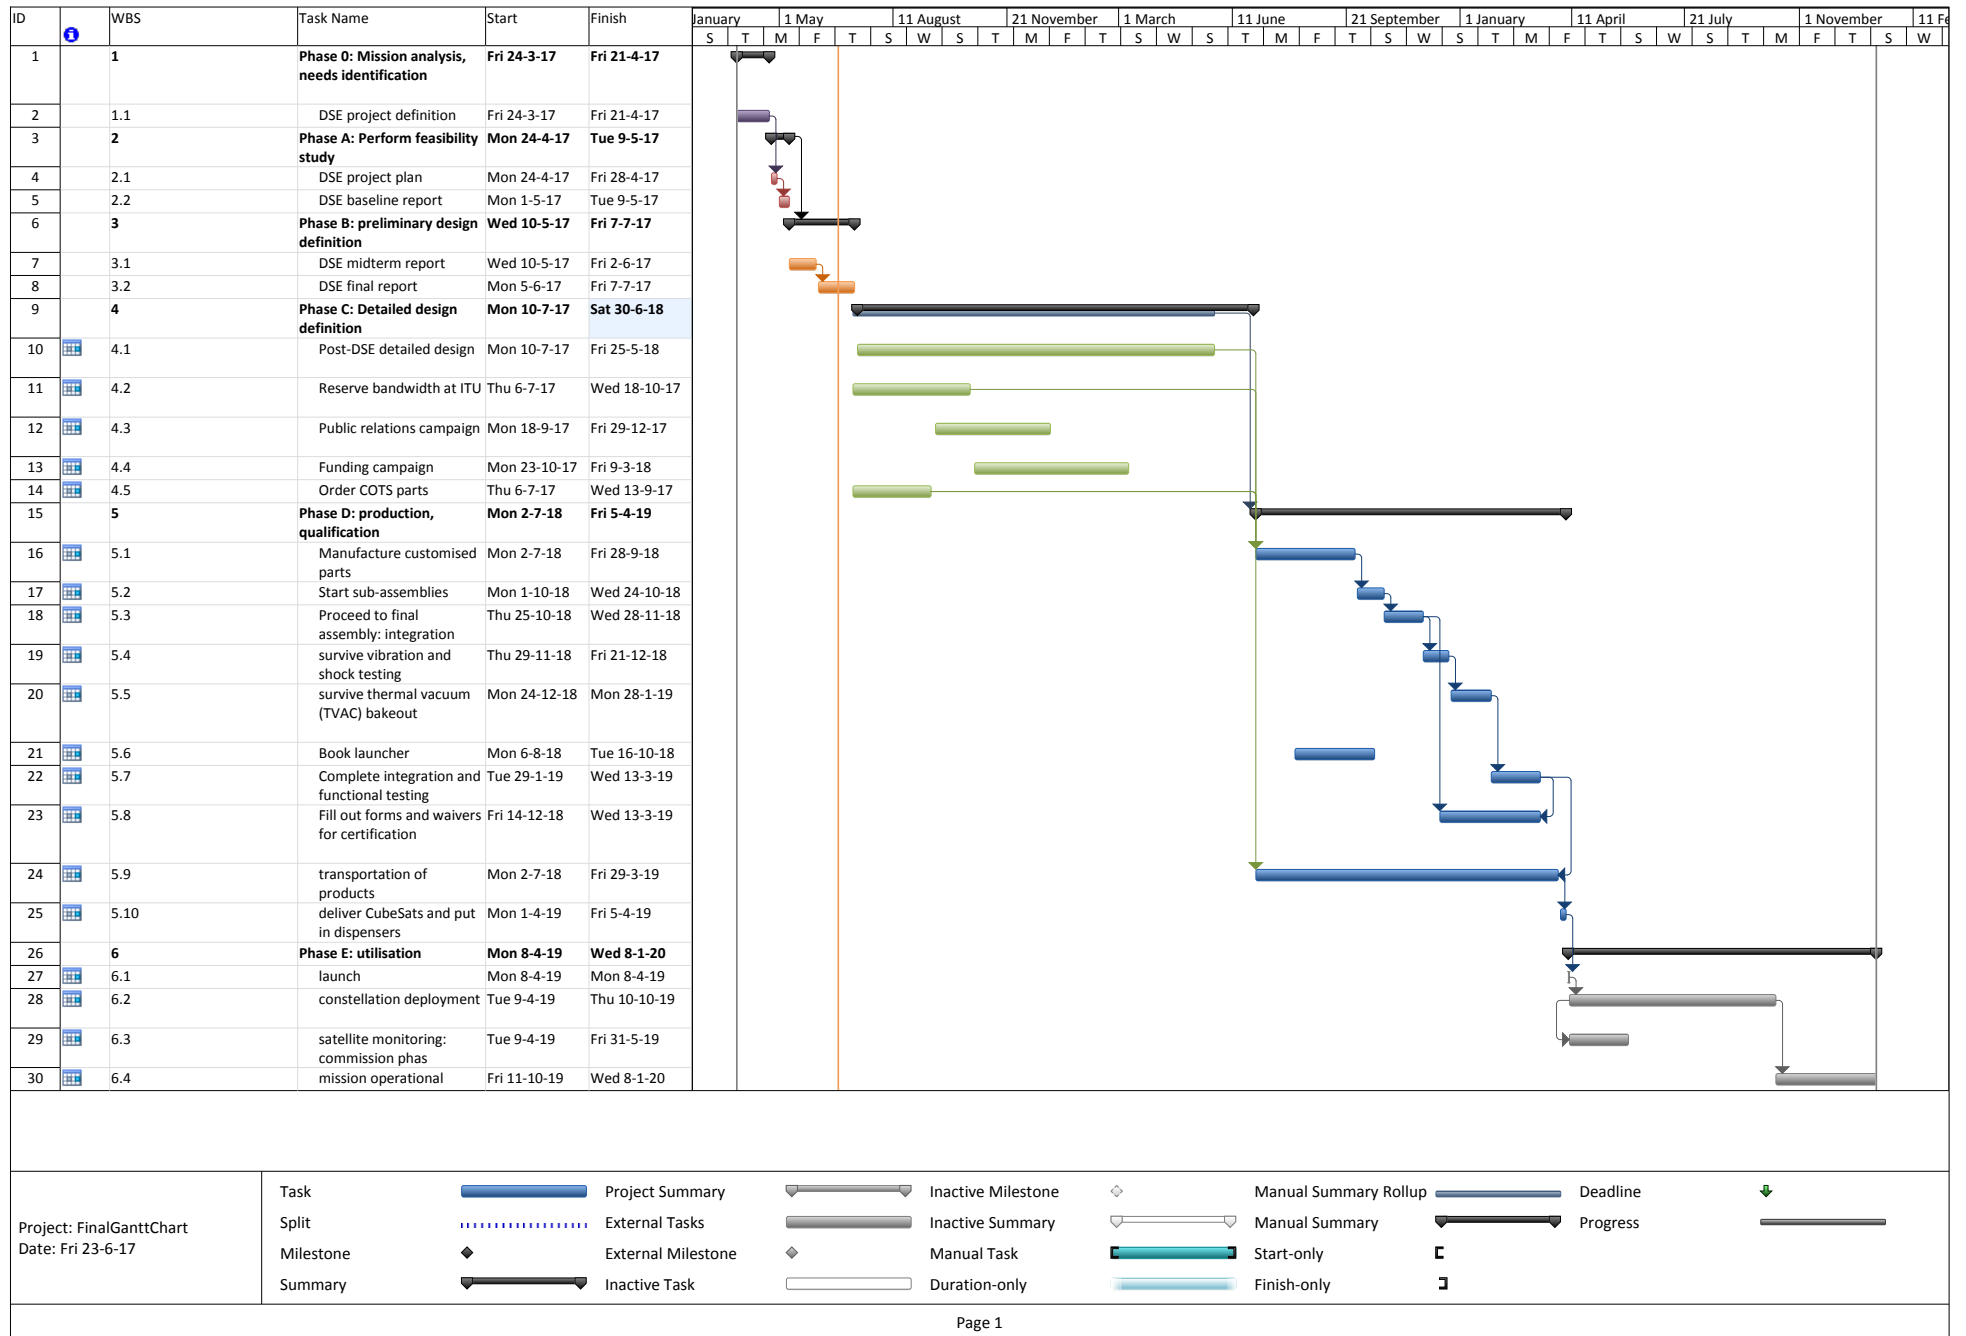 ID WBS Task Name Start Finish January 1 May 11 August 21 November 1 March 11 June 21 September 1 January 11 April 21 July 1 November 11 Fe
S T M F T S W S T M F T S W S T M F T S W S T M F T S W S T M F T S W
1 1 Phase 0: Mission analysis, Fri 24-3-17 Fri 21-4-17
needs identification
2 1.1 DSE project definition Fri 24-3-17 Fri 21-4-17
3 2 Phase A: Perform feasibility Mon 24-4-17 Tue 9-5-17
study
4 2.1 DSE project plan Mon 24-4-17 Fri 28-4-17
5 2.2 DSE baseline report Mon 1-5-17 Tue 9-5-17
6 3 Phase B: preliminary design Wed 10-5-17 Fri 7-7-17
definition
7 3.1 DSE midterm report Wed 10-5-17 Fri 2-6-17
8 3.2 DSE final report Mon 5-6-17 Fri 7-7-17
9 4 Phase C: Detailed design Mon 10-7-17 Sat 30-6-18
definition
10 4.1 Post-DSE detailed design Mon 10-7-17 Fri 25-5-18
11 4.2 Reserve bandwidth at ITU Thu 6-7-17 Wed 18-10-17
12 4.3 Public relations campaign Mon 18-9-17 Fri 29-12-17
13 4.4 Funding campaign Mon 23-10-17 Fri 9-3-18
14 4.5 Order COTS parts Thu 6-7-17 Wed 13-9-17
15 5 Phase D: production, Mon 2-7-18 Fri 5-4-19
qualification
16 5.1 Manufacture customised Mon 2-7-18 Fri 28-9-18
parts
17 5.2 Start sub-assemblies Mon 1-10-18 Wed 24-10-18
18 5.3 Proceed to final Thu 25-10-18 Wed 28-11-18
assembly: integration
19 5.4 survive vibration and Thu 29-11-18 Fri 21-12-18
shock testing
20 5.5 survive thermal vacuum Mon 24-12-18 Mon 28-1-19
(TVAC) bakeout
21 5.6 Book launcher Mon 6-8-18 Tue 16-10-18
22 5.7 Complete integration and Tue 29-1-19 Wed 13-3-19
functional testing
23 5.8 Fill out forms and waivers Fri 14-12-18 Wed 13-3-19
for certification
24 5.9 transportation of Mon 2-7-18 Fri 29-3-19
products
25 5.10 deliver CubeSats and put Mon 1-4-19 Fri 5-4-19
in dispensers
26 6 Phase E: utilisation Mon 8-4-19 Wed 8-1-20
27 6.1 launch Mon 8-4-19 Mon 8-4-19
28 6.2 constellation deployment Tue 9-4-19 Thu 10-10-19
29 6.3 satellite monitoring: Tue 9-4-19 Fri 31-5-19
commission phas
30 6.4 mission operational Fri 11-10-19 Wed 8-1-20
Project: FinalGanttChart
Date: Fri 23-6-17
Task Project Summary Inactive Milestone Manual Summary Rollup Deadline
Split External Tasks Inactive Summary Manual Summary Progress
Milestone External Milestone Manual Task Start-only
Summary Inactive Task Duration-only Finish-only
Page 1